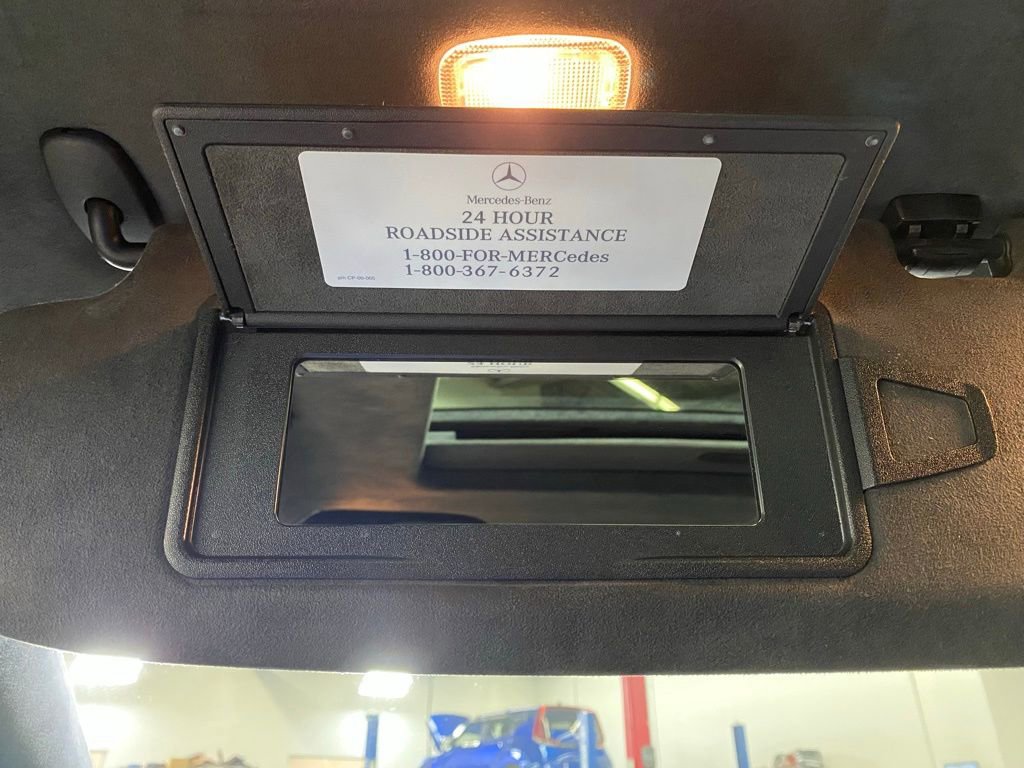 Mercedes-Benz
24 HOUR
ROADSIDE ASSISTANCE
1-800-FOR-MERCedes
1-800-367-6372